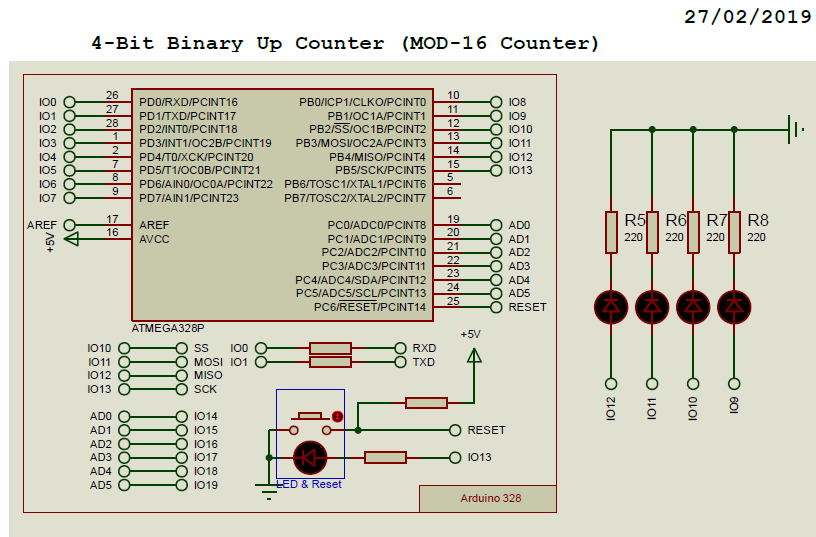 27/02/2019
4-Bit Binary Up Counter (MOD-16 Counter)
IO0 26 PD0/RXD/PCINT16 PB0/ICP1/CLKO/PCINT0 10 IO8
IO1 27 PD1/TXD/PCINT17 PB1/OC1A/PCINT1 11 IO9
IO2 28 PD2/INT0/PCINT18 PB2/SS/OC1B/PCINT2 12 IO10
IO3 1 PD3/INT1/OC2B/PCINT19 PB3/MOSI/OC2A/PCINT3 13 IO11
IO4 2 PD4/T0/XCK/PCINT20 PB4/MISO/PCINT4 14 IO12
IO5 7 PD5/T1/OC0B/PCINT21 PB5/SCK/PCINT5 15 IO13
IO6 8 PD6/AIN0/OC0A/PCINT22 PB6/TOSC1/XTAL1/PCINT6 5
IO7 9 PD7/AIN1/PCINT23 PB7/TOSC2/XTAL2/PCINT7 6
AREF 17 AREF PC0/ADC0/PCINT8 19 AD0
+5V 16 AVCC PC1/ADC1/PCINT9 20 AD1
PC2/ADC2/PCINT10 21 AD2
PC3/ADC3/PCINT11 22 AD3
PC4/ADC4/SDA/PCINT12 23 AD4
PC5/ADC5/SCL/PCINT13 24 AD5
PC6/RESET/PCINT14 25 RESET
ATMEGA328P
IO10 SS IO0 RXD
IO11 MOSI IO1 TXD
IO12 MISO
IO13 SCK
+5V
AD0 IO14
AD1 IO15
AD2 IO16
AD3 IO17
AD4 IO18
AD5 IO19
RESET
IO13
LED & Reset
Arduino 328
R5 R6 R7 R8
220 220 220 220
IO12 IO11 IO10 IO9